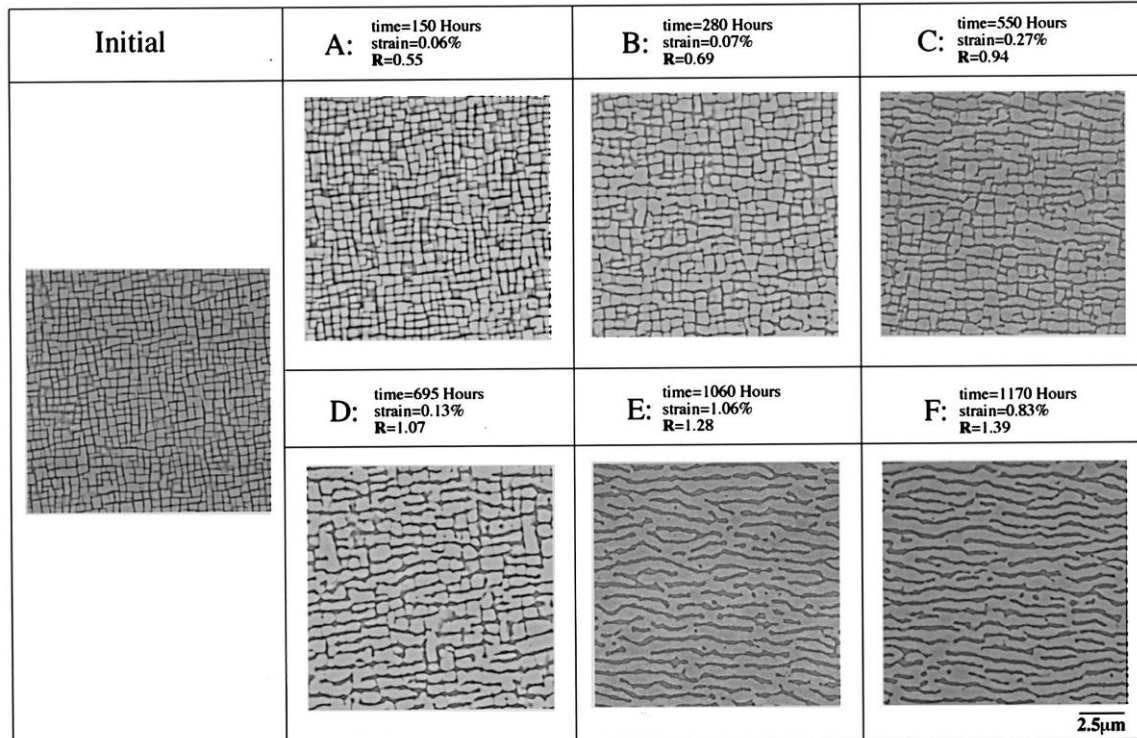 Initial
A:
time=150 Hours
strain=0.06%
R=0.55
B:
time=280 Hours
strain=0.07%
R=0.69
C:
time=550 Hours
strain=0.27%
R=0.94
D:
time=695 Hours
strain=0.13%
R=1.07
E:
time=1060 Hours
strain=1.06%
R=1.28
F:
time=1170 Hours
strain=0.83%
R=1.39
2.5μm